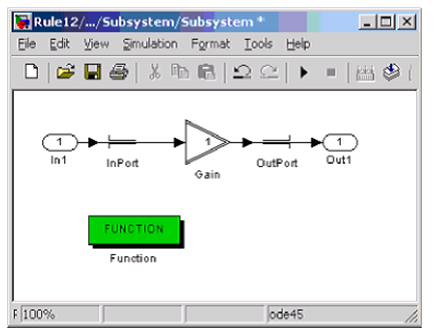 Rule12/.../Subsystem/Subsystem *
File Edit View Simulation Format Tools Help
1 1 1
In1 InPort Gain OutPort Out1
FUNCTION
Function
F 100% ode45